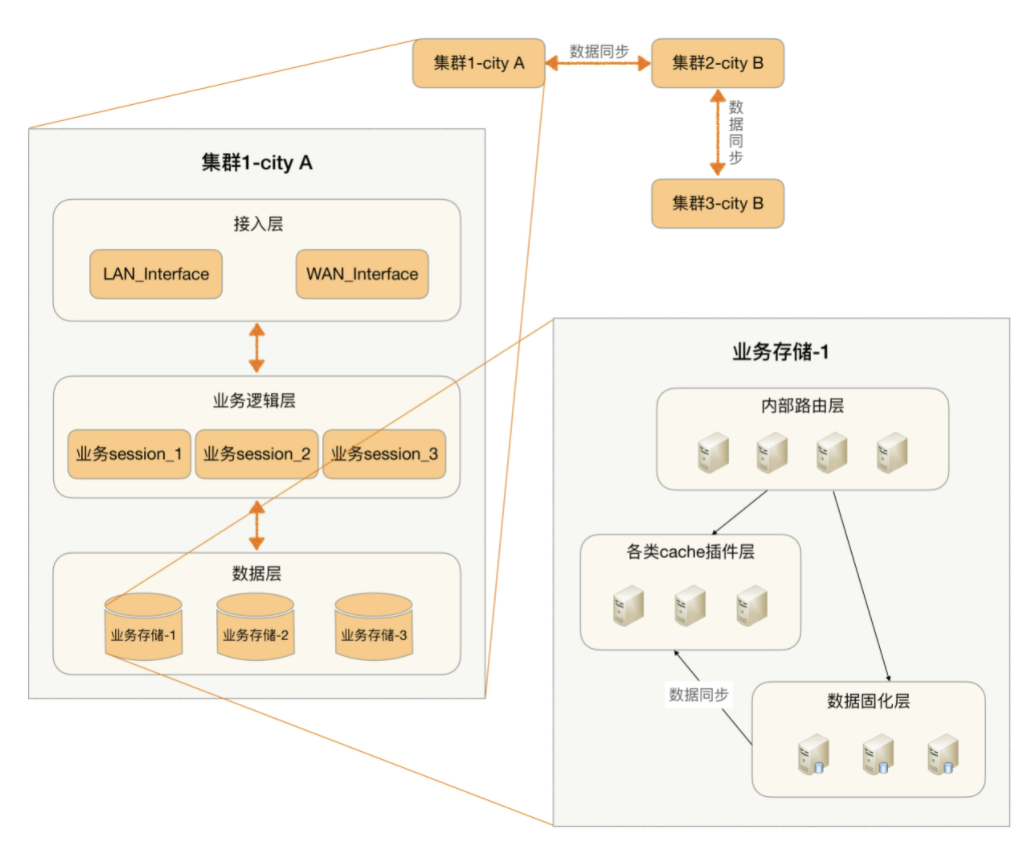 集群1-city A
数据同步
集群2-city B
数据同步
集群3-city B
集群1-city A
接入层
LAN_Interface
WAN_Interface
业务逻辑层
业务session_1
业务session_2
业务session_3
数据层
业务存储-1
业务存储-2
业务存储-3
业务存储-1
内部路由层
各类cache插件层
数据同步
数据固化层